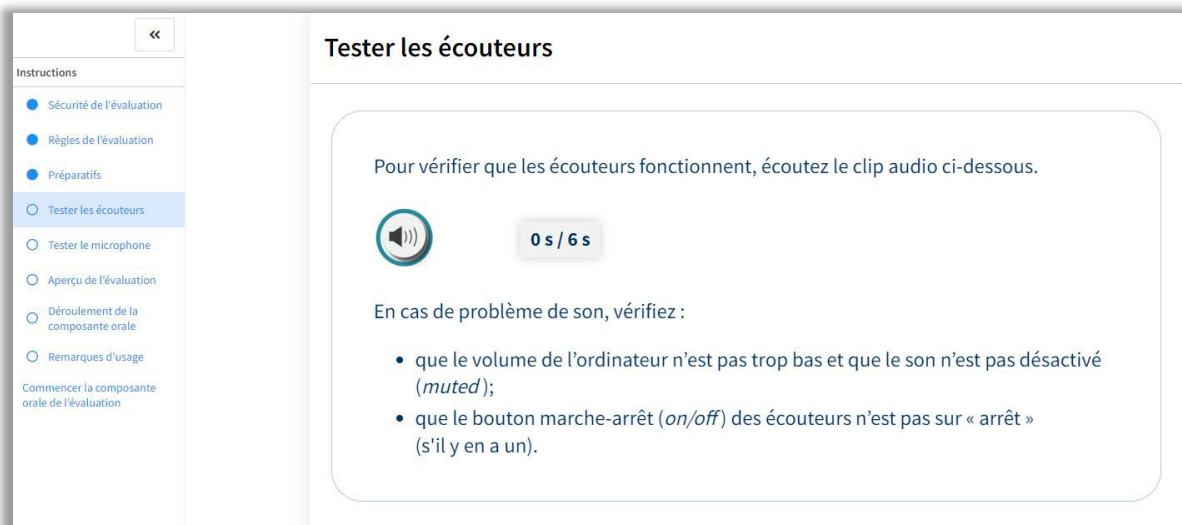 «
Instructions
Sécurité de l'évaluation
Règles de l'évaluation
Préparatifs
Tester les écouteurs
Tester le microphone
Aperçu de l'évaluation
Déroulement de la
composante orale
Remarques d'usage
Commencer la composante
orale de l'évaluation
Tester les écouteurs
Pour vérifier que les écouteurs fonctionnent, écoutez le clip audio ci-dessous.
0 s / 6 s
En cas de problème de son, vérifiez :
• que le volume de l’ordinateur n’est pas trop bas et que le son n’est pas désactivé
(muted);
• que le bouton marche-arrêt (on/off) des écouteurs n’est pas sur « arrêt »
(s'il y en a un).